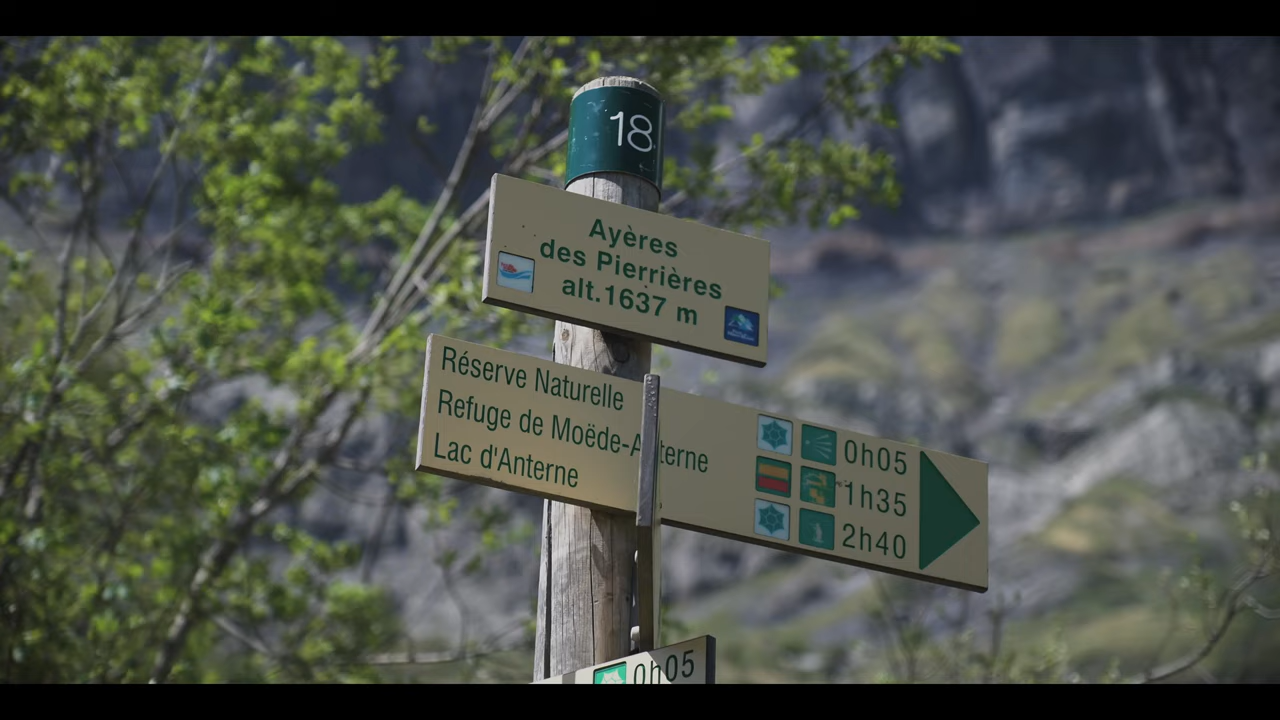 18
Ayères
des Pierrières
alt.1637 m
Réserve Naturelle 0h05
Refuge de Moëde-Anterne 1h35
Lac d'Anterne 2h40
0h05